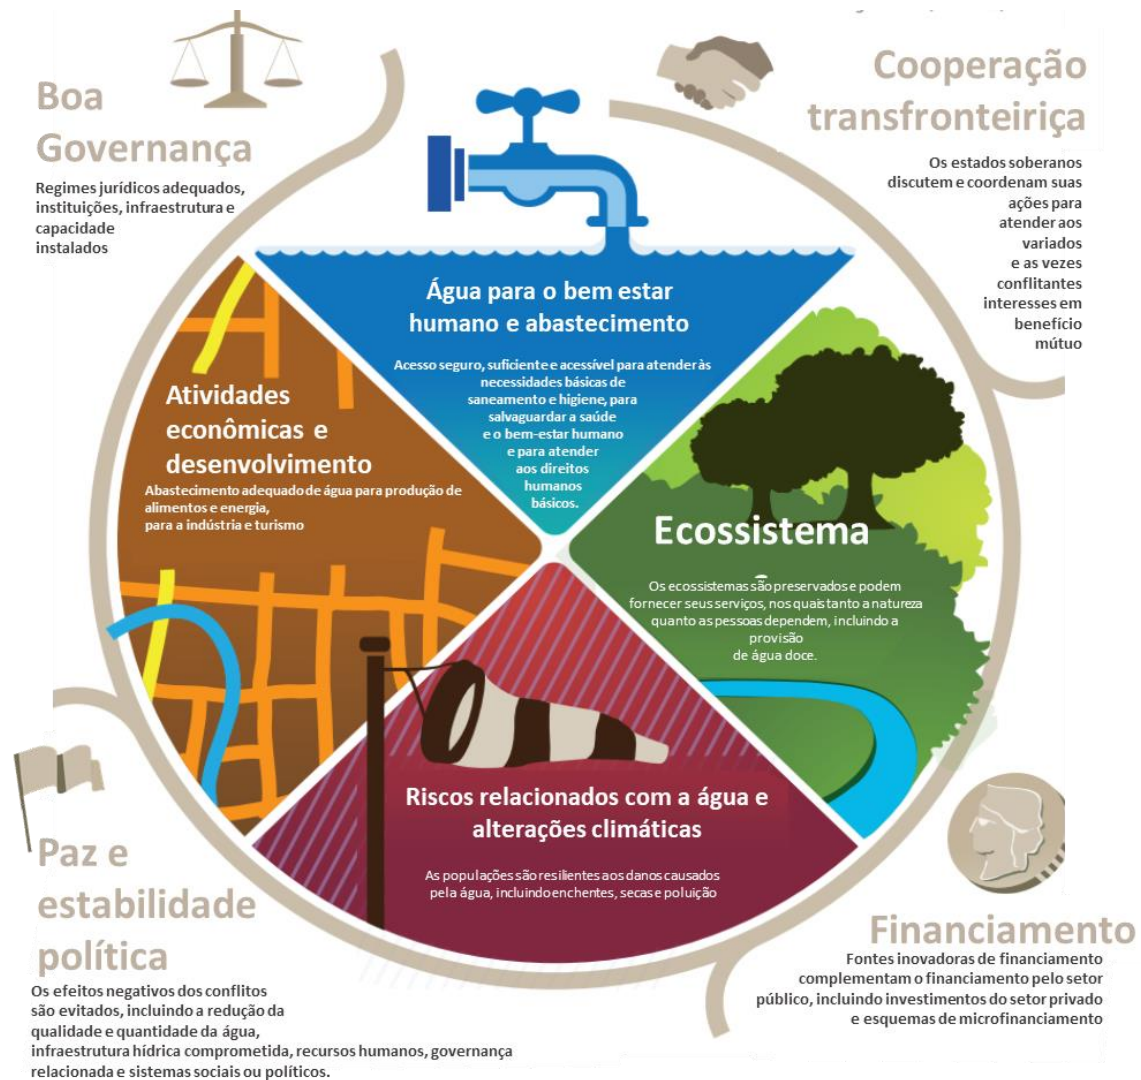 Boa
Governança
Regimes jurídicos adequados,
instituições, infraestrutura e
capacidade
instalados
Cooperação
transfronteiriça
Os estados soberanos
discutem e coordenam suas
ações para
atender aos
variados
e as vezes
conflitantes
interesses em
benefício
mútuo
Água para o bem estar
humano e abastecimento
Acesso seguro, suficiente e acessível para atender às
necessidades básicas de
saneamento e higiene, para
salvaguardar a saúde
e o bem-estar humano
e para atender
aos direitos
humanos
básicos.
Atividades
econômicas e
desenvolvimento
Abastecimento adequado de água para produção de
alimentos e energia,
para a indústria e turismo
Ecossistema
Os ecossistemas são preservados e podem
fornecer seus serviços, nos quais tanto a natureza
quanto as pessoas dependem, incluindo a
provisão
de água doce.
Riscos relacionados com a água e
alterações climáticas
As populações são resilientes aos danos causados
pela água, incluindo enchentes, secas e poluição
Paz e
estabilidade
política
Os efeitos negativos dos conflitos
são evitados, incluindo a redução da
qualidade e quantidade da água,
infraestrutura hídrica comprometida, recursos humanos, governança
relacionada e sistemas sociais ou políticos.
Financiamento
Fontes inovadoras de financiamento
complementam o financiamento pelo setor
público, incluindo investimentos do setor privado
e esquemas de microfinanciamento